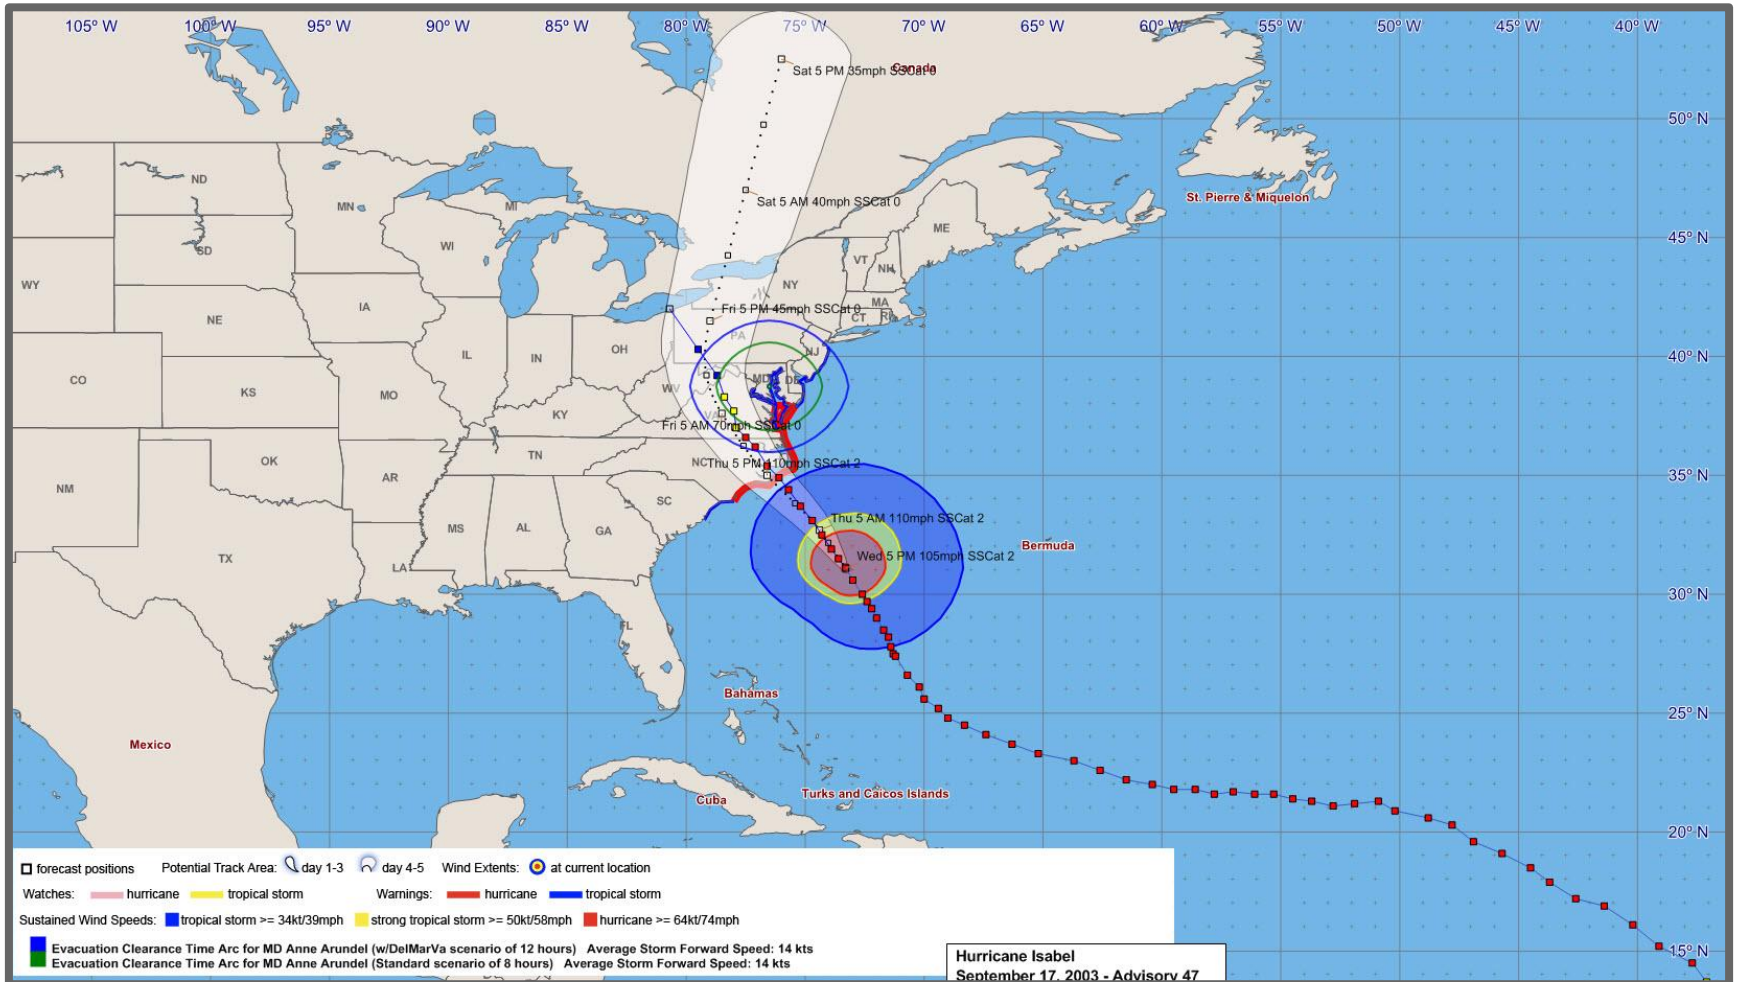 105° W 100° W 95° W 90° W 85° W 80° W 75° W 70° W 65° W 60° W 55° W 50° W 45° W 40° W
Sat 5 PM 35mph SSCat 0
Canada
50° N
ND
MN
MI
Sat 5 AM 40mph SSCat 0
St. Pierre & Miquelon
ME
45° N
SD
WI
VT
NH
WY
NY
MA
IA
Fri 5 PM 45mph SSCat 0
CT
RI
NE
PA
OH
NJ
IL
IN
40° N
CO
MD
DE
KS
MO
WV
KY
VA
Fri 5 AM 70mph SSCat 0
TN
OK
NC
Thu 5 PM 110mph SSCat 2
AR
35° N
NM
SC
Thu 5 AM 110mph SSCat 2
MS
AL
GA
Bermuda
TX
Wed 5 PM 105mph SSCat 2
LA
30° N
FL
Bahamas
25° N
Mexico
Turks and Caicos Islands
Cuba
20° N
15° N
forecast positions Potential Track Area: day 1-3 day 4-5 Wind Extents: at current location
Watches: hurricane tropical storm Warnings: hurricane tropical storm
Sustained Wind Speeds: tropical storm >= 34kt/39mph strong tropical storm >= 50kt/58mph hurricane >= 64kt/74mph
Evacuation Clearance Time Arc for MD Anne Arundel (w/DelMarVa scenario of 12 hours) Average Storm Forward Speed: 14 kts
Evacuation Clearance Time Arc for MD Anne Arundel (Standard scenario of 8 hours) Average Storm Forward Speed: 14 kts
Hurricane Isabel
September 17, 2003 - Advisory 47